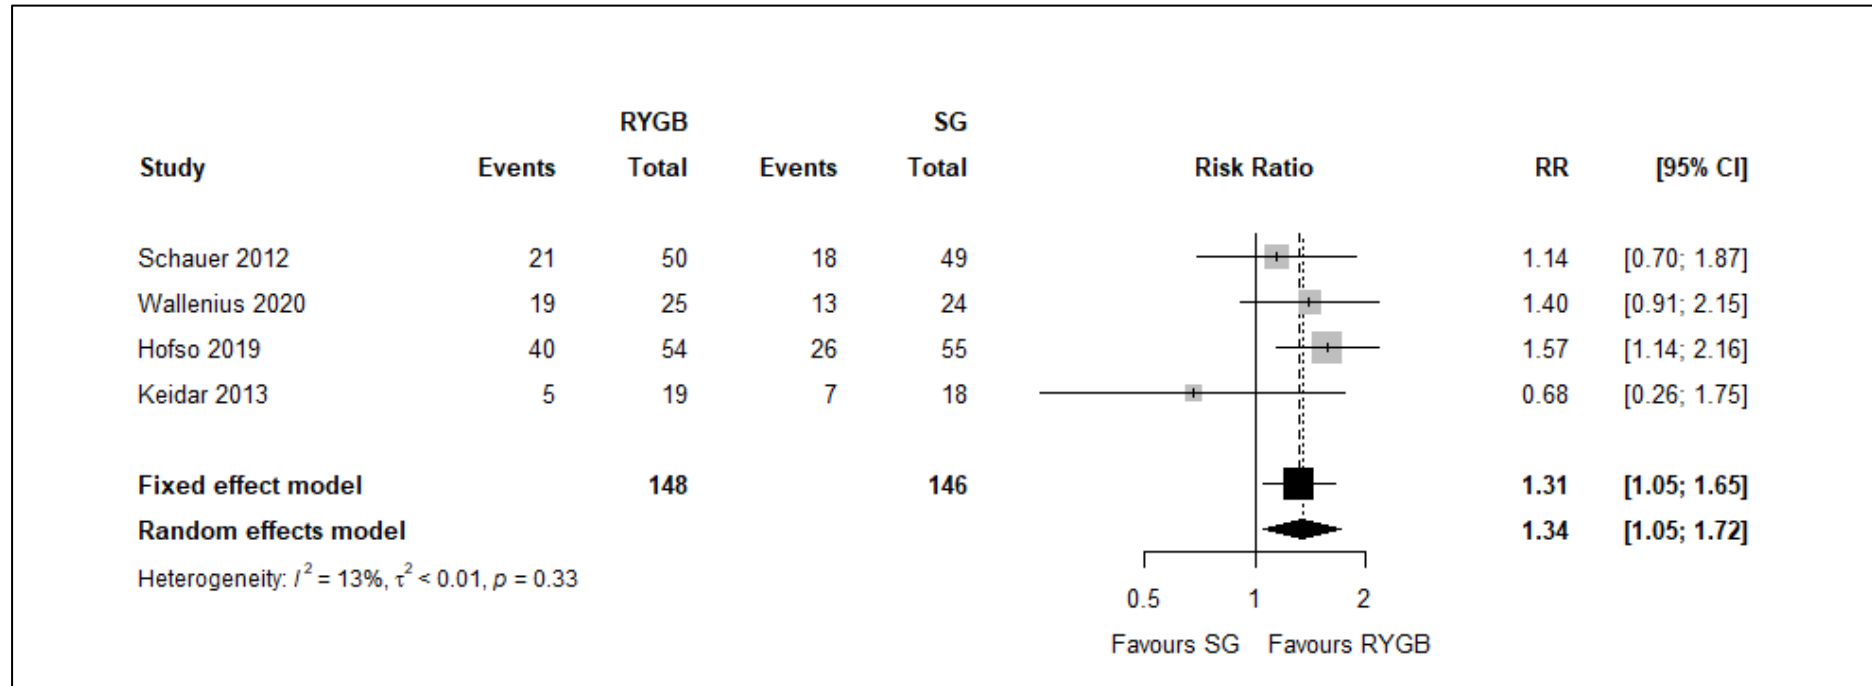 RYGB SG
Study Events Total Events Total Risk Ratio RR [95% CI]
Schauer 2012 21 50 18 49 1.14 [0.70; 1.87]
Wallenius 2020 19 25 13 24 1.40 [0.91; 2.15]
Hofso 2019 40 54 26 55 1.57 [1.14; 2.16]
Keidar 2013 5 19 7 18 0.68 [0.26; 1.75]
Fixed effect model 148 146 1.31 [1.05; 1.65]
Random effects model 1.34 [1.05; 1.72]
Heterogeneity: I² = 13%, τ² < 0.01, p = 0.33
0.5 1 2
Favours SG Favours RYGB